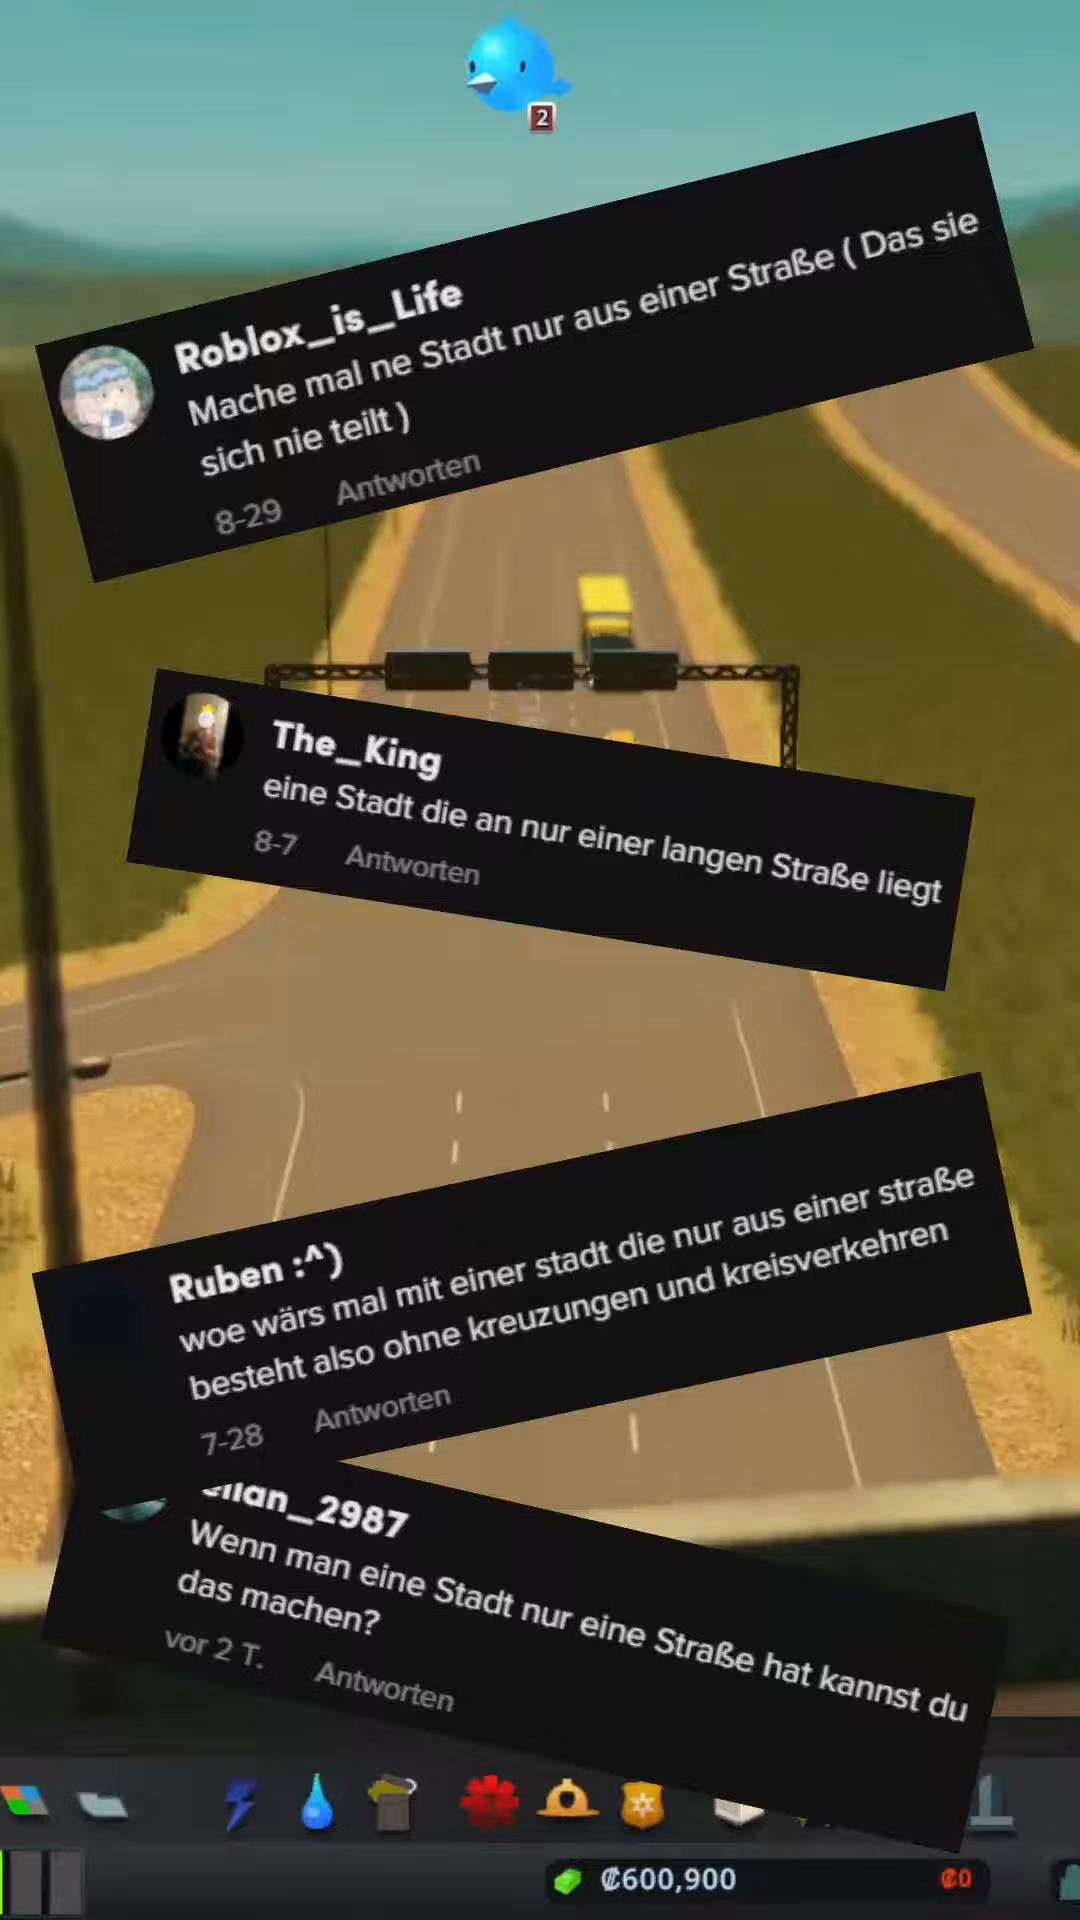 2
Roblox_is_Life
Mache mal ne Stadt nur aus einer Straße ( Das sie
sich nie teilt )
8-29 Antworten
The_King
eine Stadt die an nur einer langen Straße liegt
8-7 Antworten
Ruben :^)
woe wärs mal mit einer stadt die nur aus einer straße
besteht also ohne kreuzungen und kreisverkehren
7-28 Antworten
Wenn man eine Stadt nur eine Straße hat kannst du
das machen?
vor 2 T. Antworten
₡600,900 ₡0